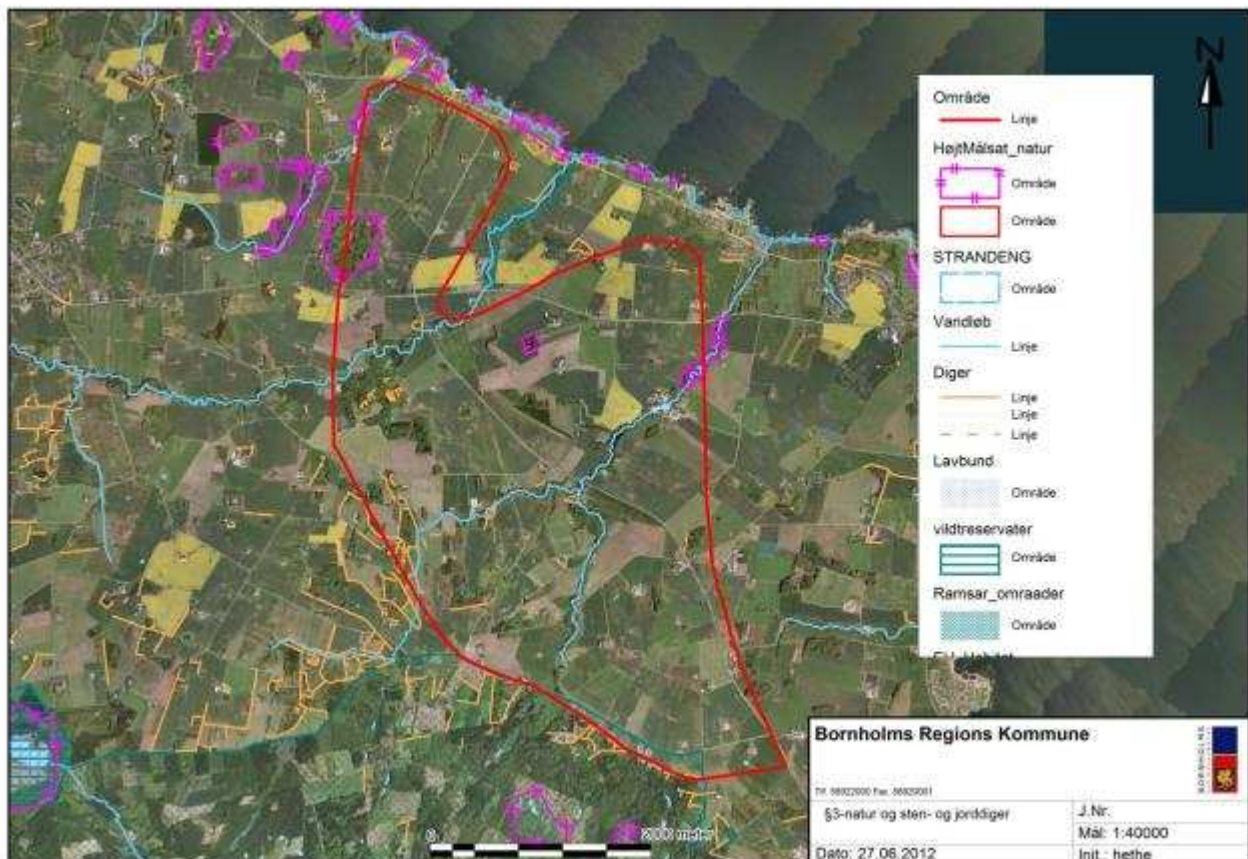 N
Område
Linje
HøjtMålsat_natur
Område
Område
STRANDENG
Område
Vandløb
Linje
Diger
Linje
Linje
Linje
Lavbund
Område
vildtreservater
Område
Ramsar_omraader
Område
Bornholms Regions Kommune
BORNHOLMS
§3-natur og sten- og jorddiger
J.Nr.
Mål: 1:40000
Dato: 27.06.2012
Init.: hethe
0
2000 meter